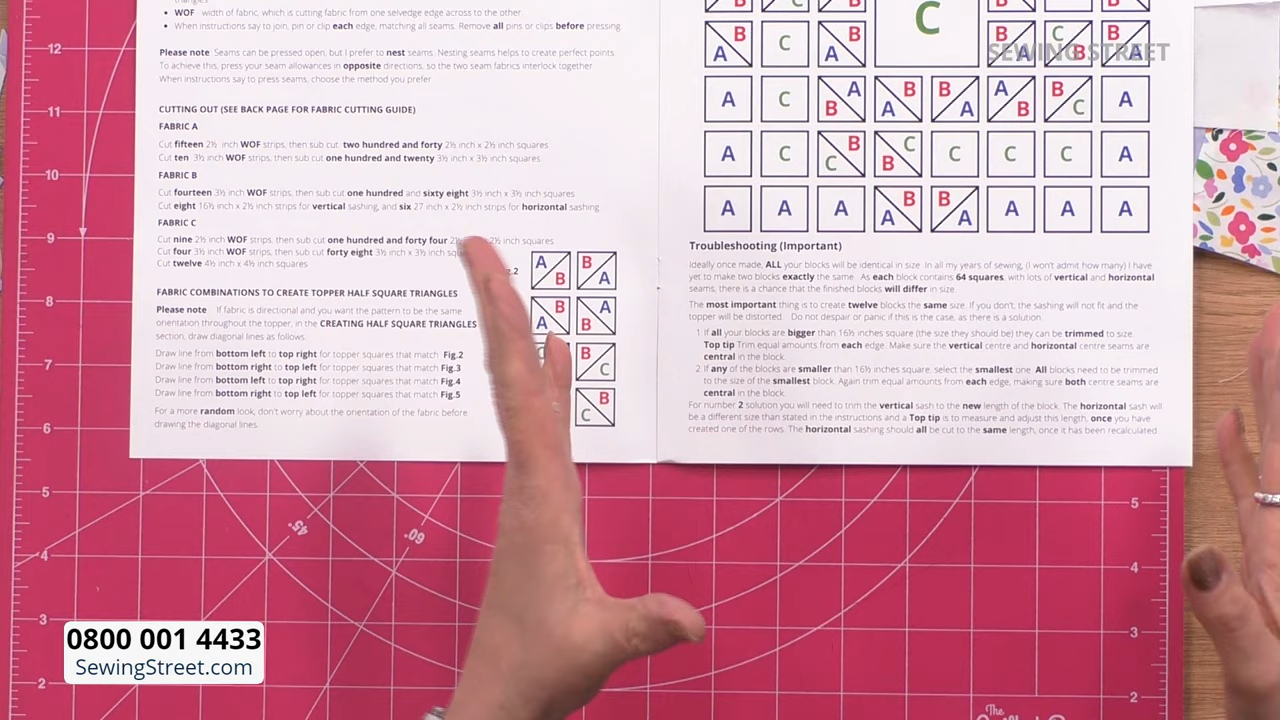 triangles
• WOF width of fabric, which is cutting fabric from one selvedge edge across to the other.
• When instructions say to join, pin or clip each edge, matching all seams. Remove all pins or clips before pressing.
Please note Seams can be pressed open, but I prefer to nest seams. Nesting seams helps to create perfect points.
To achieve this, press your seam allowances in opposite directions, so the two seam fabrics interlock together
When instructions say to press seams, choose the method you prefer
CUTTING OUT (SEE BACK PAGE FOR FABRIC CUTTING GUIDE)
FABRIC A
Cut fifteen 2½ inch WOF strips, then sub cut two hundred and forty 2½ inch x 2½ inch squares
Cut ten 3½ inch WOF strips, then sub cut one hundred and twenty 3½ inch x 3½ inch squares
FABRIC B
Cut fourteen 3½ inch WOF strips, then sub cut one hundred and sixty eight 3½ inch x 3½ inch squares
Cut eight 16½ inch x 2½ inch strips for vertical sashing, and six 27 inch x 2½ inch strips for horizontal sashing
FABRIC C
Cut nine 2½ inch WOF strips, then sub cut one hundred and forty four 2½ inch squares
Cut four 3½ inch WOF strips, then sub cut forty eight 3½ inch x 3½ inch
Cut twelve 4½ inch x 4½ inch squares
FABRIC COMBINATIONS TO CREATE TOPPER HALF SQUARE TRIANGLES
Please note If fabric is directional and you want the pattern to be the same
orientation throughout the topper, in the CREATING HALF SQUARE TRIANGLES
section, draw diagonal lines as follows
Draw line from bottom left to top right for topper squares that match Fig.2
Draw line from bottom right to top left for topper squares that match Fig.3
Draw line from bottom left to top right for topper squares that match Fig.4
Draw line from bottom right to top left for topper squares that match Fig.5
For a more random look, don't worry about the orientation of the fabric before
drawing the diagonal lines.
A B B A
B A A B
B C
B C
C
B A C B A B A C B B A
A C A B B A B A A B B C A
A C B C C B C C C A
A A A B A B A A A A
SEWING STREET
Troubleshooting (Important)
Ideally once made, ALL your blocks will be identical in size. In all my years of sewing, (I won't admit how many) I have
yet to make two blocks exactly the same. As each block contains 64 squares, with lots of vertical and horizontal
seams, there is a chance that the finished blocks will differ in size.
The most important thing is to create twelve blocks the same size. If you don't, the sashing will not fit and the
topper will be distorted. Do not despair or panic if this is the case, as there is a solution.
1 If all your blocks are bigger than 16½ inches square (the size they should be) they can be trimmed to size.
Top tip Trim equal amounts from each edge. Make sure the vertical centre and horizontal centre seams are
central in the block.
2 If any of the blocks are smaller than 16½ inches square, select the smallest one. All blocks need to be trimmed
to the size of the smallest block. Again trim equal amounts from each edge, making sure both centre seams are
central in the block.
For number 2 solution you will need to trim the vertical sash to the new length of the block. The horizontal sash will
be a different size than stated in the instructions and a Top tip is to measure and adjust this length, once you have
created one of the rows. The horizontal sashing should all be cut to the same length, once it has been recalculated
12
11
10
9
8
7
6
5
4
3
2
45°
60°
5
4
3
2
The
0800 001 4433
SewingStreet.com